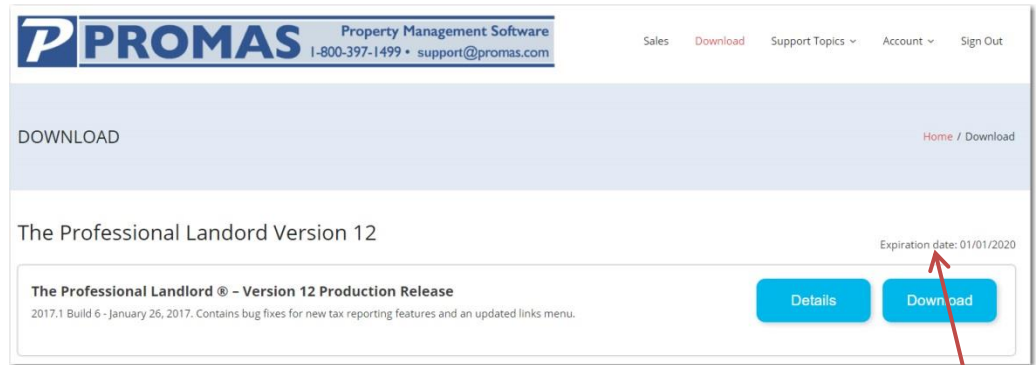 PROMAS
Property Management Software
1-800-397-1499 • support@promas.com
Sales Download Support Topics Account Sign Out
DOWNLOAD
Home / Download
The Professional Landord Version 12
Expiration date: 01/01/2020
The Professional Landlord ® – Version 12 Production Release
2017.1 Build 6 - January 26, 2017. Contains bug fixes for new tax reporting features and an updated links menu.
Details
Download